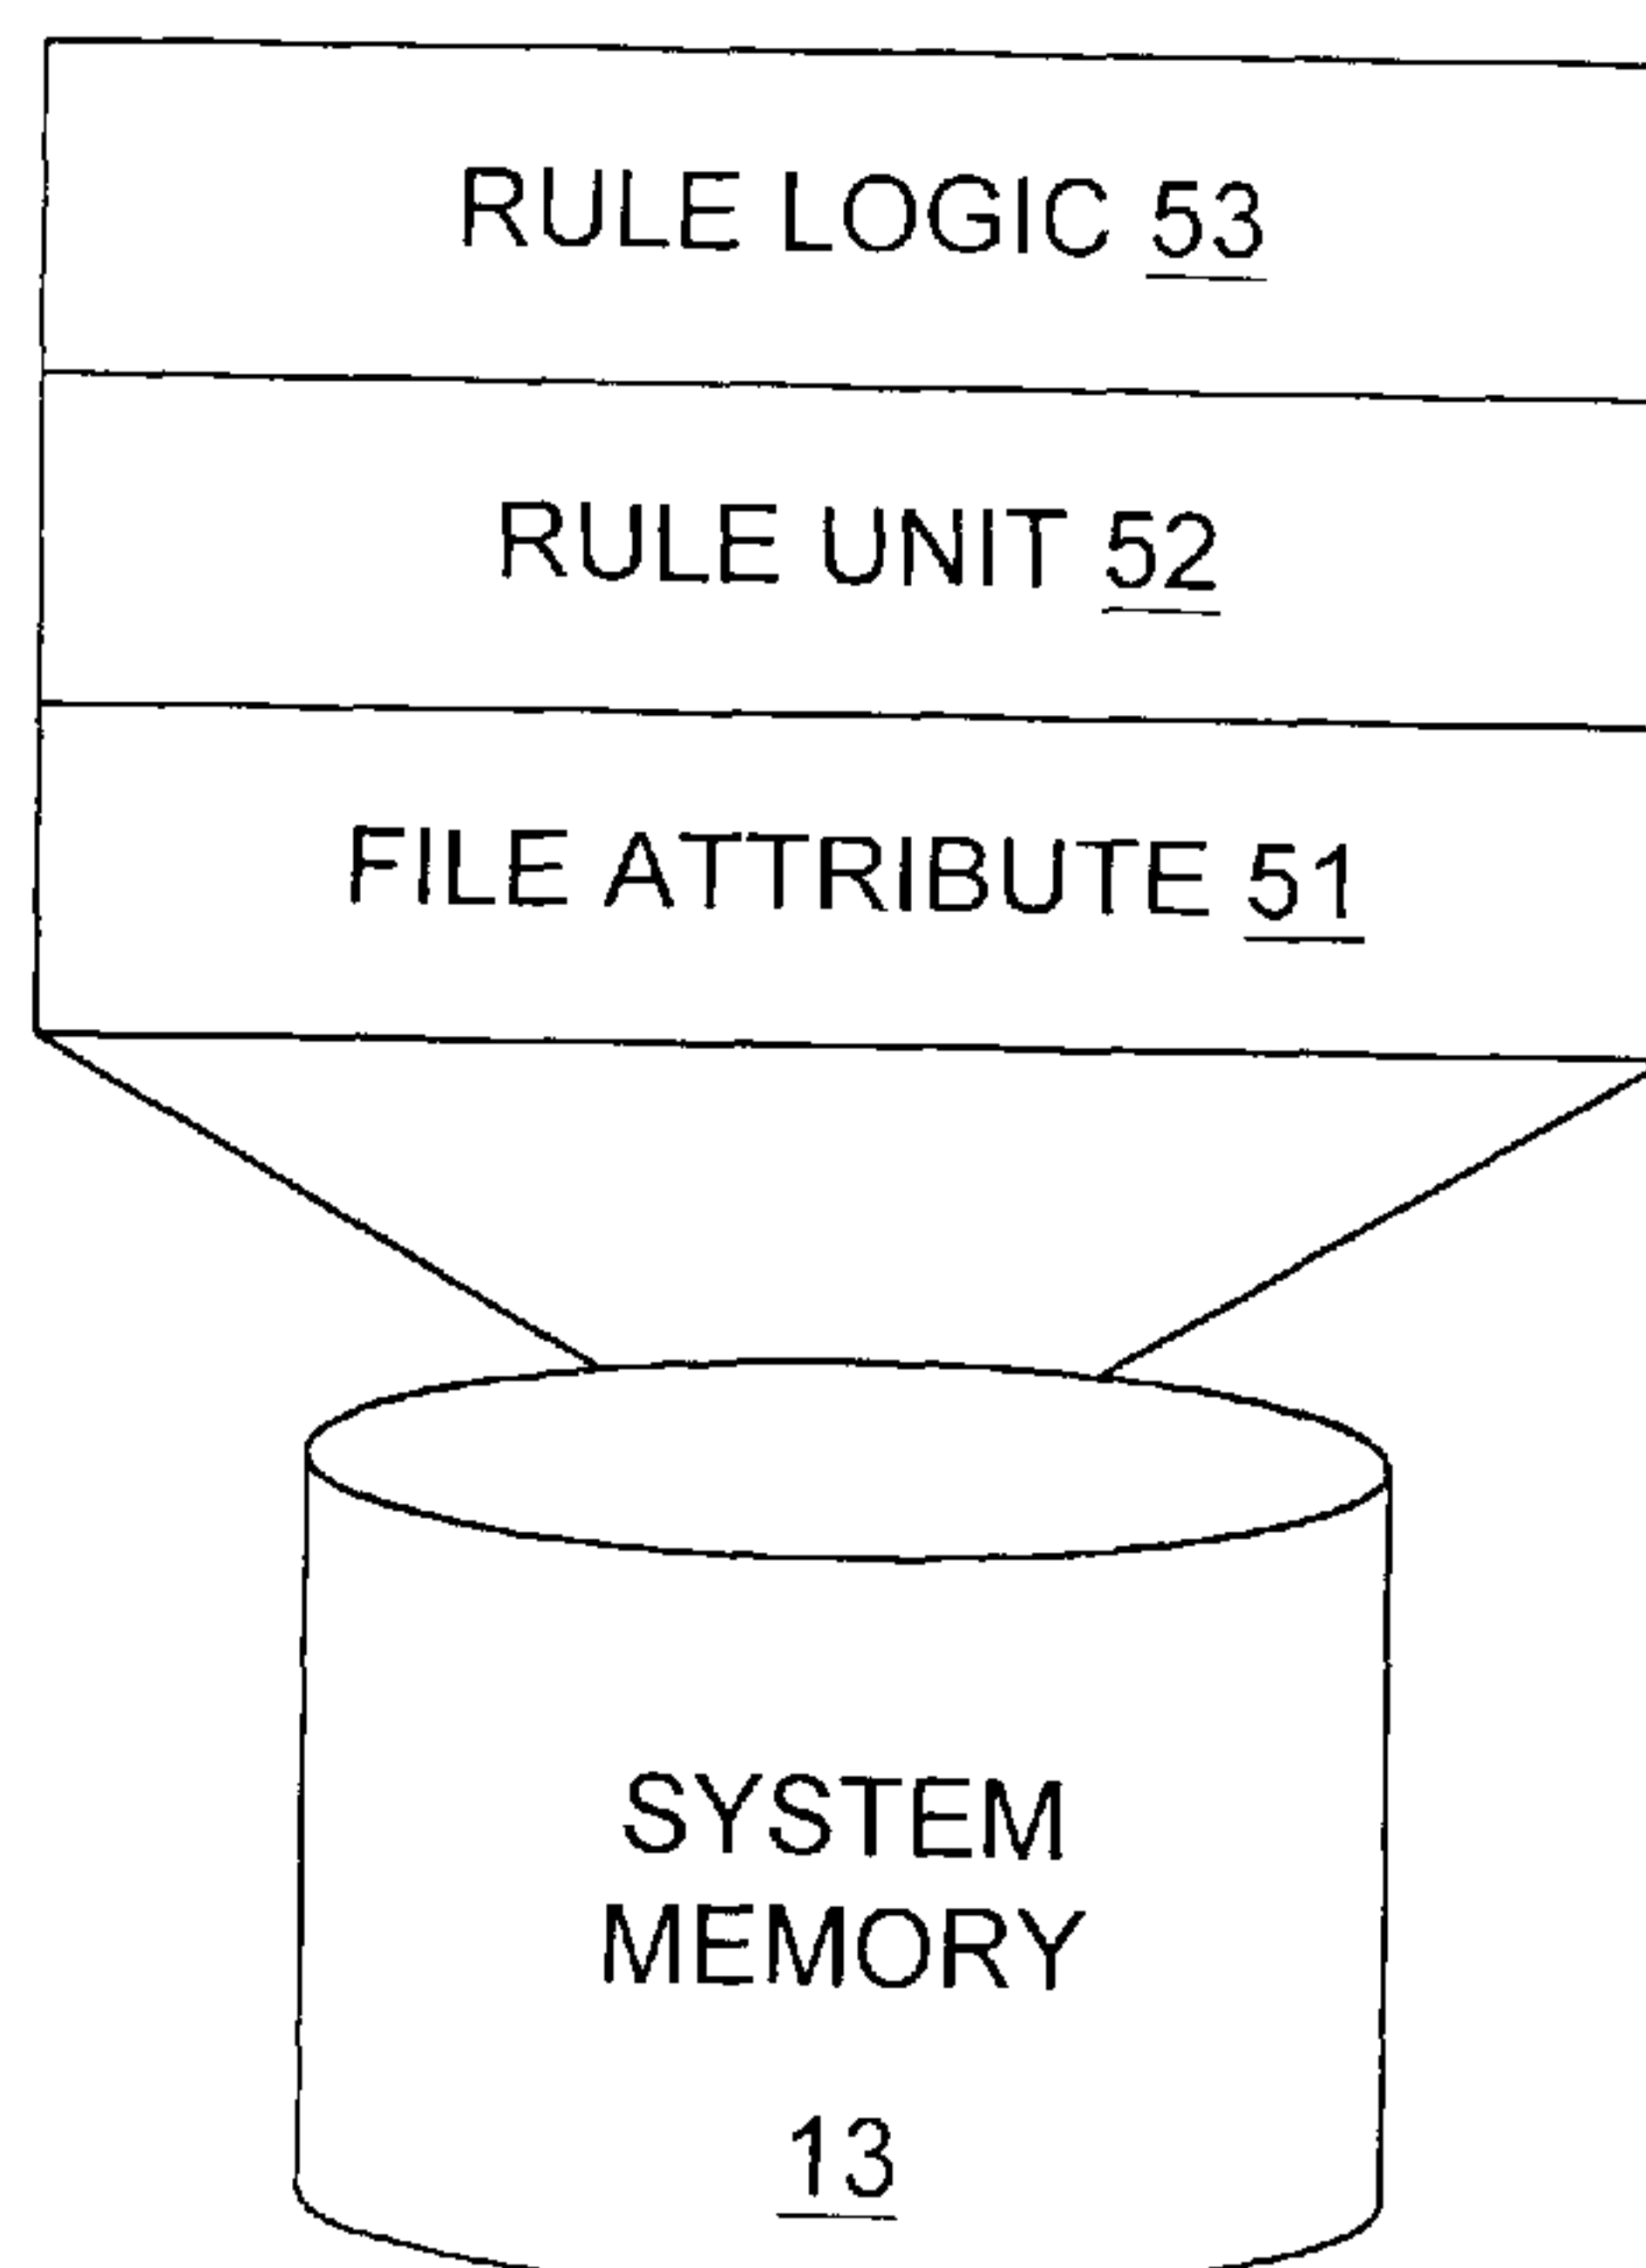 RULE LOGIC 53
RULE UNIT 52
FILE ATTRIBUTE 51
SYSTEM
MEMORY
13